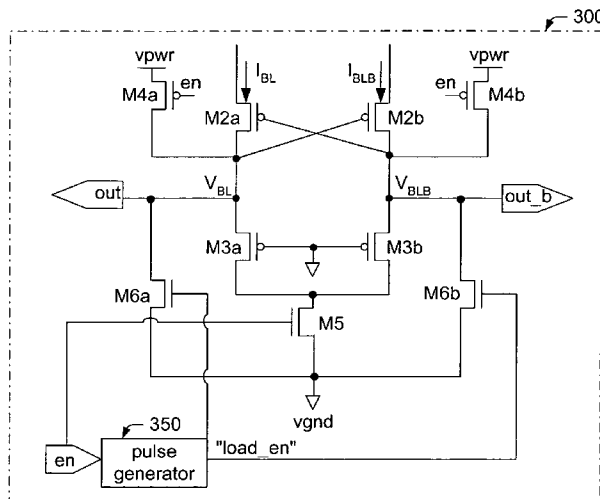 300
vpwr
vpwr
I_BL
I_BLB
en
en
M4a
M4b
M2a
M2b
out
V_BL
V_BLB
out_b
M3a
M3b
M6a
M6b
M5
350
vgnd
en
pulse
generator
"load_en"